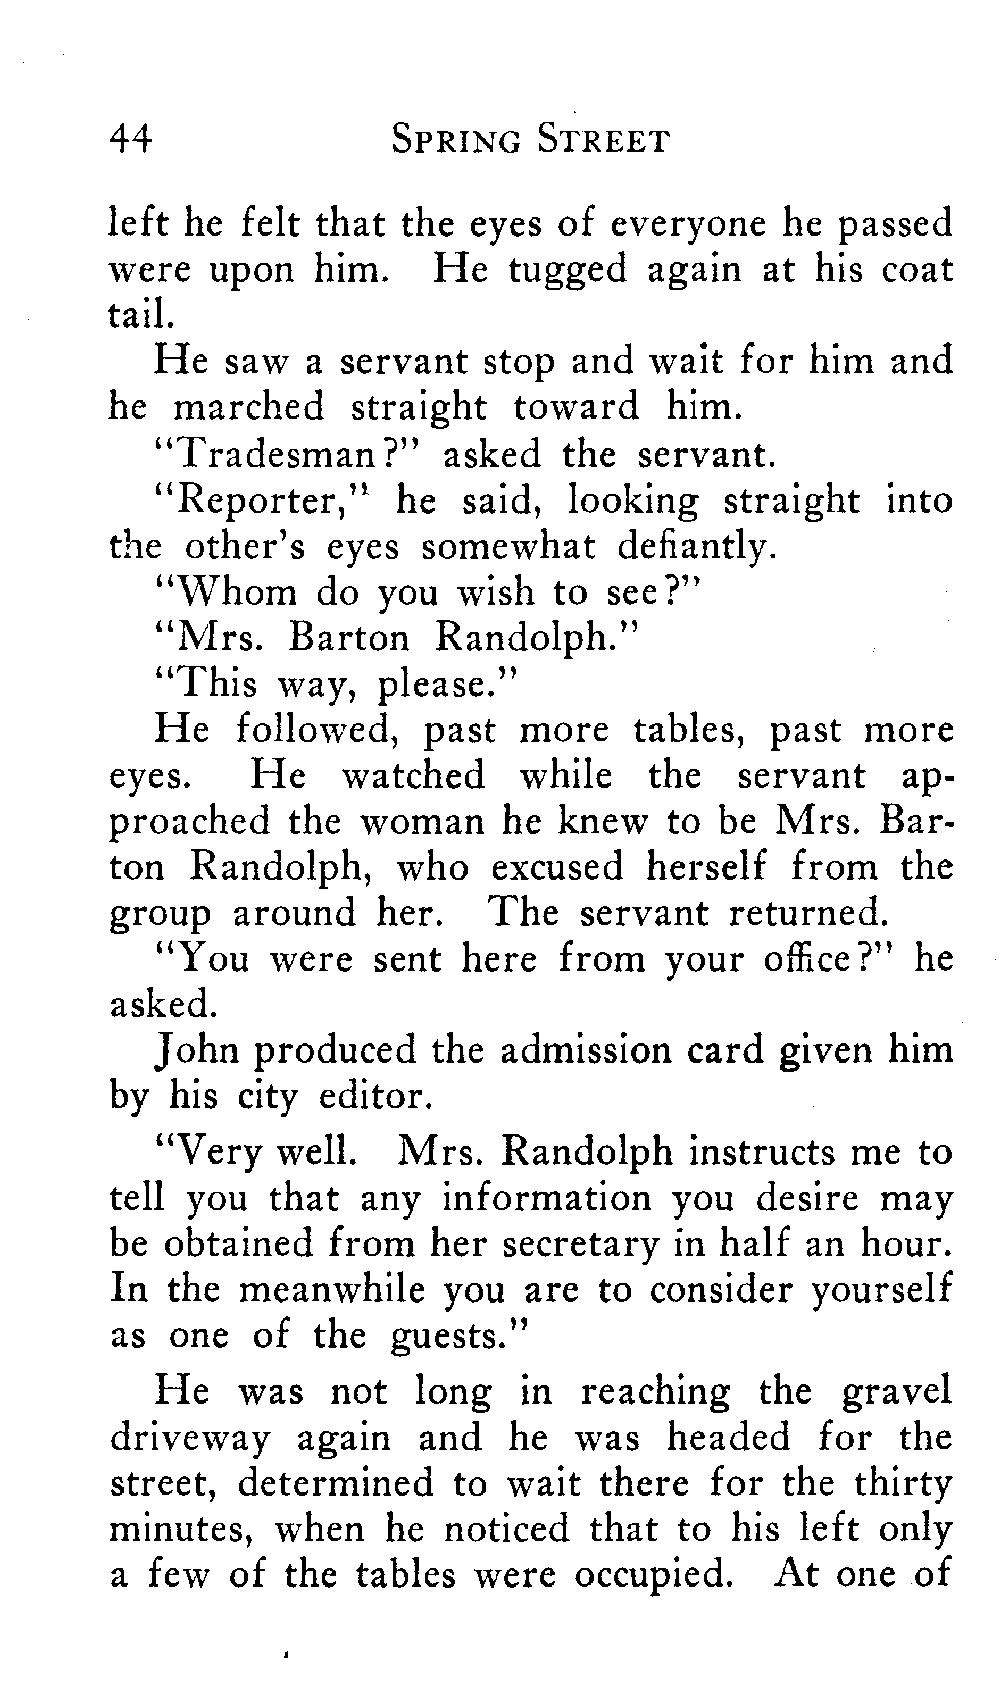 44 SPRING STREET
left he felt that the eyes of everyone he passed
were upon him. He tugged again at his coat
tail.
He saw a servant stop and wait for him and
he marched straight toward him.
"Tradesman?" asked the servant.
"Reporter," he said, looking straight into
the other's eyes somewhat defiantly.
"Whom do you wish to see?"
"Mrs. Barton Randolph."
"This way, please."
He followed, past more tables, past more
eyes. He watched while the servant ap-
proached the woman he knew to be Mrs. Bar-
ton Randolph, who excused herself from the
group around her. The servant returned.
"You were sent here from your office?" he
asked.
John produced the admission card given him
by his city editor.
"Very well. Mrs. Randolph instructs me to
tell you that any information you desire may
be obtained from her secretary in half an hour.
In the meanwhile you are to consider yourself
as one of the guests."
He was not long in reaching the gravel
driveway again and he was headed for the
street, determined to wait there for the thirty
minutes, when he noticed that to his left only
a few of the tables were occupied. At one of